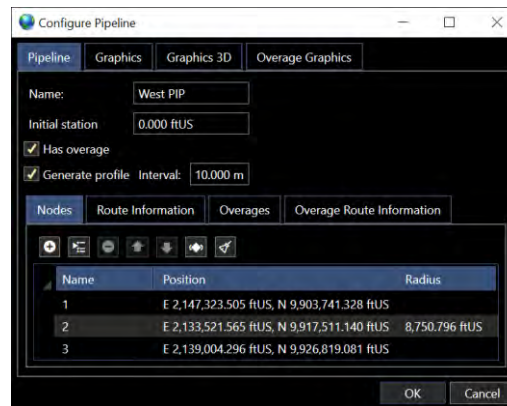 Configure Pipeline
Pipeline Graphics Graphics 3D Overage Graphics
Name: West PIP
Initial station 0.000 ftUS
Has overage
Generate profile Interval: 10.000 m
Nodes Route Information Overages Overage Route Information
Name Position Radius
1 E 2,147,323.505 ftUS, N 9,903,741.328 ftUS
2 E 2,133,521.565 ftUS, N 9,917,511.140 ftUS 8,750.796 ftUS
3 E 2,139,004.296 ftUS, N 9,926,819.081 ftUS
OK Cancel